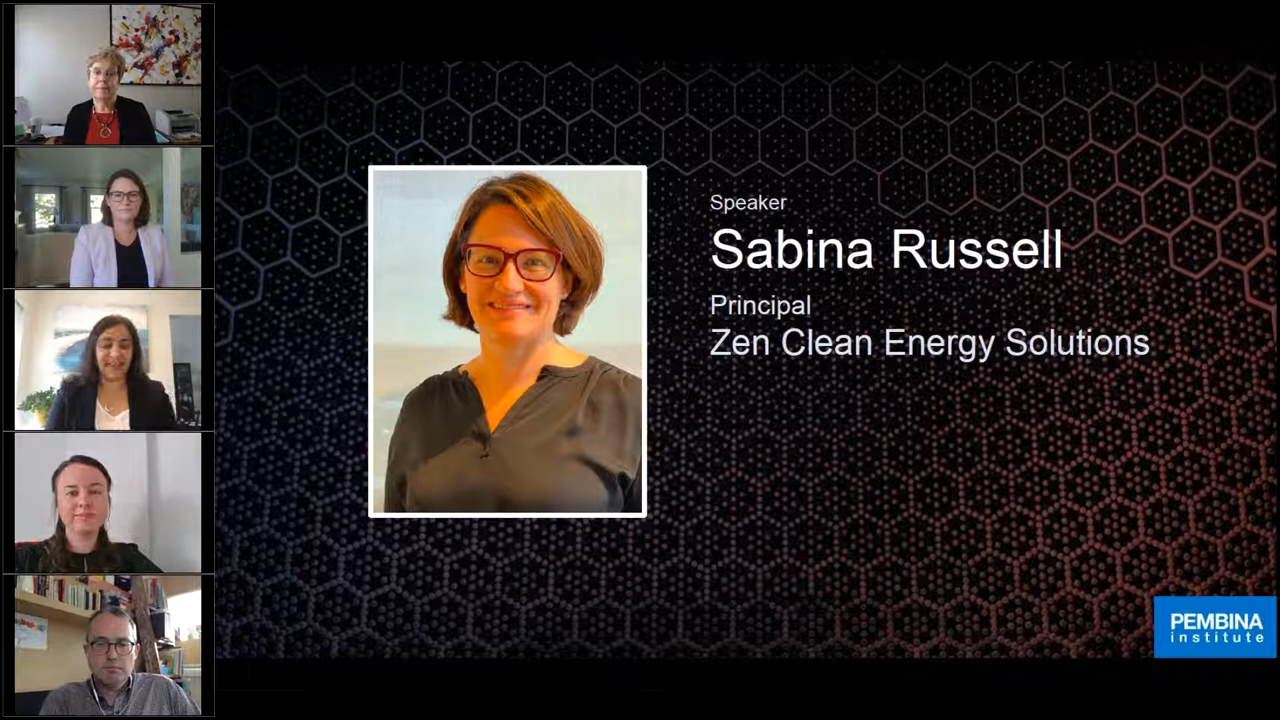 Speaker
Sabina Russell
Principal
Zen Clean Energy Solutions
PEMBINA
institute